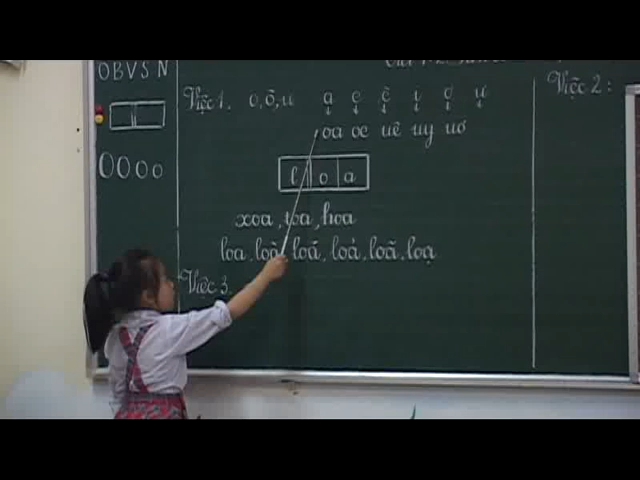 O B V S N
Việc 1. o, ô, u a e ê i ơ
oa oe uê uy uơ
l o a
xoa, toa, hoa
loa, loà, loá, loả, loã, loạ
Việc 3.
Việc 2 :